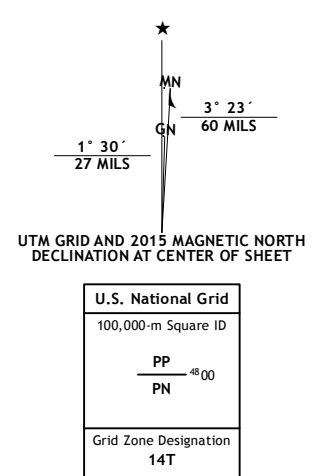 ★
MN
3° 23´
60 MILS
GN
1° 30´
27 MILS
UTM GRID AND 2015 MAGNETIC NORTH
DECLINATION AT CENTER OF SHEET
U.S. National Grid
100,000-m Square ID
PP
4800
PN
Grid Zone Designation
14T